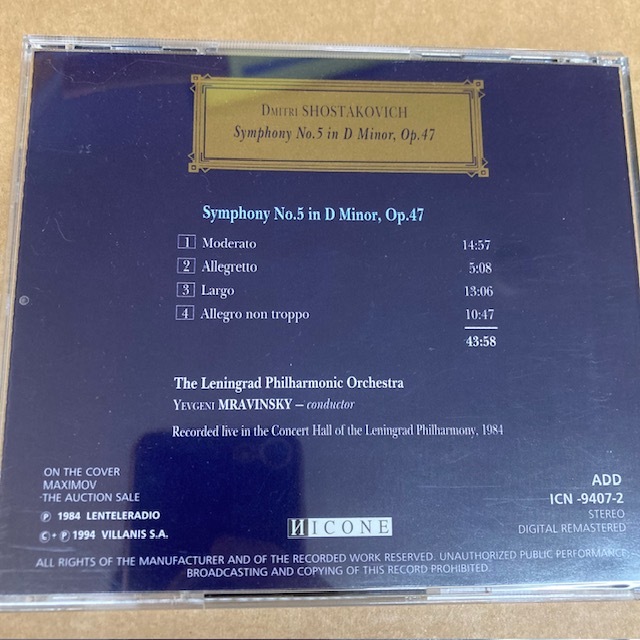 DMITRI SHOSTAKOVICH
Symphony No.5 in D Minor, Op.47
Symphony No.5 in D Minor, Op.47
1 Moderato 14:57
2 Allegretto 5:08
3 Largo 13:06
4 Allegro non troppo 10:47
43:58
The Leningrad Philharmonic Orchestra
YEVGENI MRAVINSKY – conductor
Recorded live in the Concert Hall of the Leningrad Philharmony, 1984
ON THE COVER
MAXIMOV
THE AUCTION SALE
Ⓟ 1984 LENTELERADIO
©+Ⓟ 1994 VILLANIS S.A.
ИICONE
ADD
ICN -9407-2
STEREO
DIGITAL REMASTERED
ALL RIGHTS OF THE MANUFACTURER AND OF THE RECORDED WORK RESERVED. UNAUTHORIZED PUBLIC PERFORMANCE,
BROADCASTING AND COPYING OF THIS RECORD PROHIBITED.